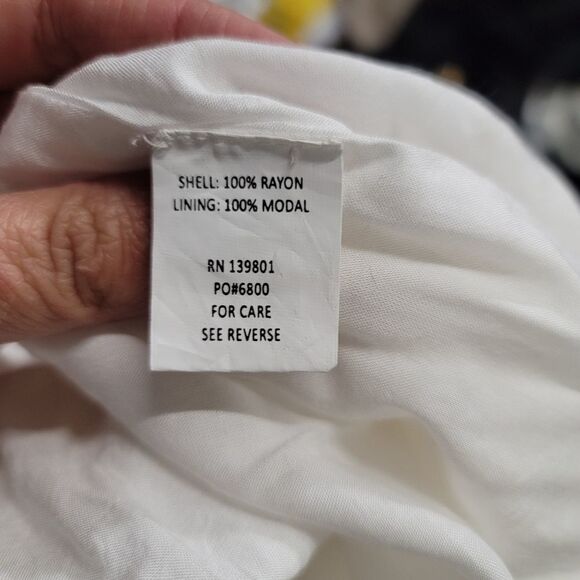 SHELL: 100% RAYON
LINING: 100% MODAL
RN 139801
PO#6800
FOR CARE
SEE REVERSE